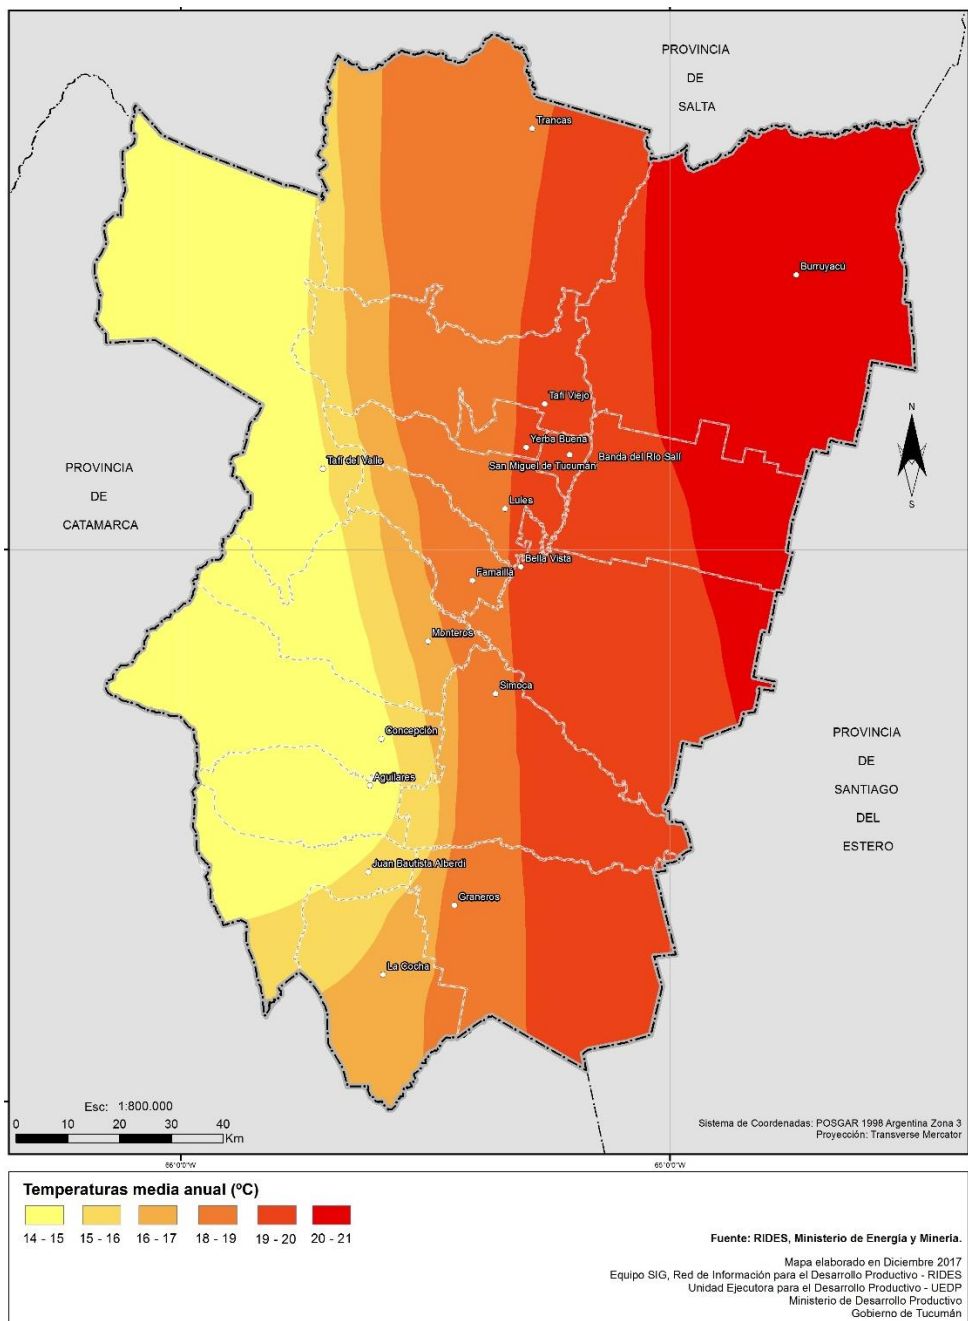 PROVINCIA
DE
SALTA
Trancas
Burruyacú
Tafí Viejo
Yerba Buena
San Miguel de Tucumán
Banda del Río Salí
Tafí del Valle
Lules
PROVINCIA
DE
CATAMARCA
N
S
Bella Vista
Famaillá
Monteros
Simoca
Concepción
Aguilares
PROVINCIA
DE
SANTIAGO
DEL
ESTERO
Juan Bautista Alberdi
Graneros
La Cocha
Esc: 1:800.000
0 10 20 30 40
Km
Sistema de Coordenadas: POSGAR 1998 Argentina Zona 3
Proyección: Transverse Mercator
66°0'0"W 65°0'0"W
Temperaturas media anual (ºC)
14 - 15 15 - 16 16 - 17 18 - 19 19 - 20 20 - 21
Fuente: RIDES, Ministerio de Energía y Minería.
Mapa elaborado en Diciembre 2017
Equipo SIG, Red de Información para el Desarrollo Productivo - RIDES
Unidad Ejecutora para el Desarrollo Productivo - UEDP
Ministerio de Desarrollo Productivo
Gobierno de Tucumán